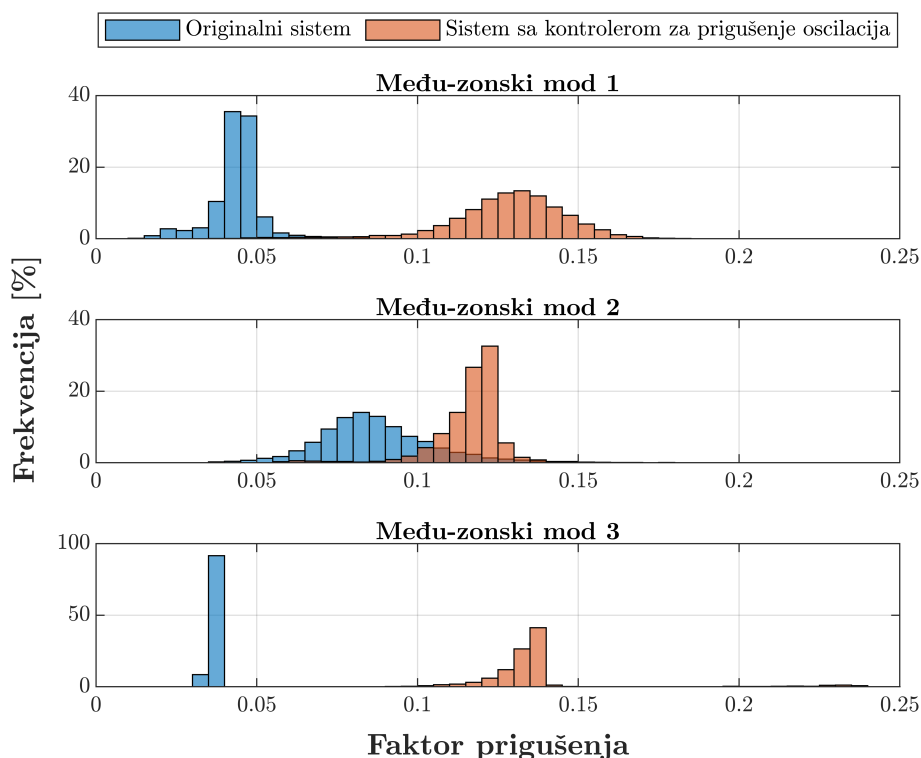 Originalni sistem Sistem sa kontrolerom za prigušenje oscilacija
Među-zonski mod 1
40
20
0
0 0.05 0.1 0.15 0.2 0.25
Među-zonski mod 2
40
20
0
0 0.05 0.1 0.15 0.2 0.25
Frekvencija [%]
Među-zonski mod 3
100
50
0
0 0.05 0.1 0.15 0.2 0.25
Faktor prigušenja